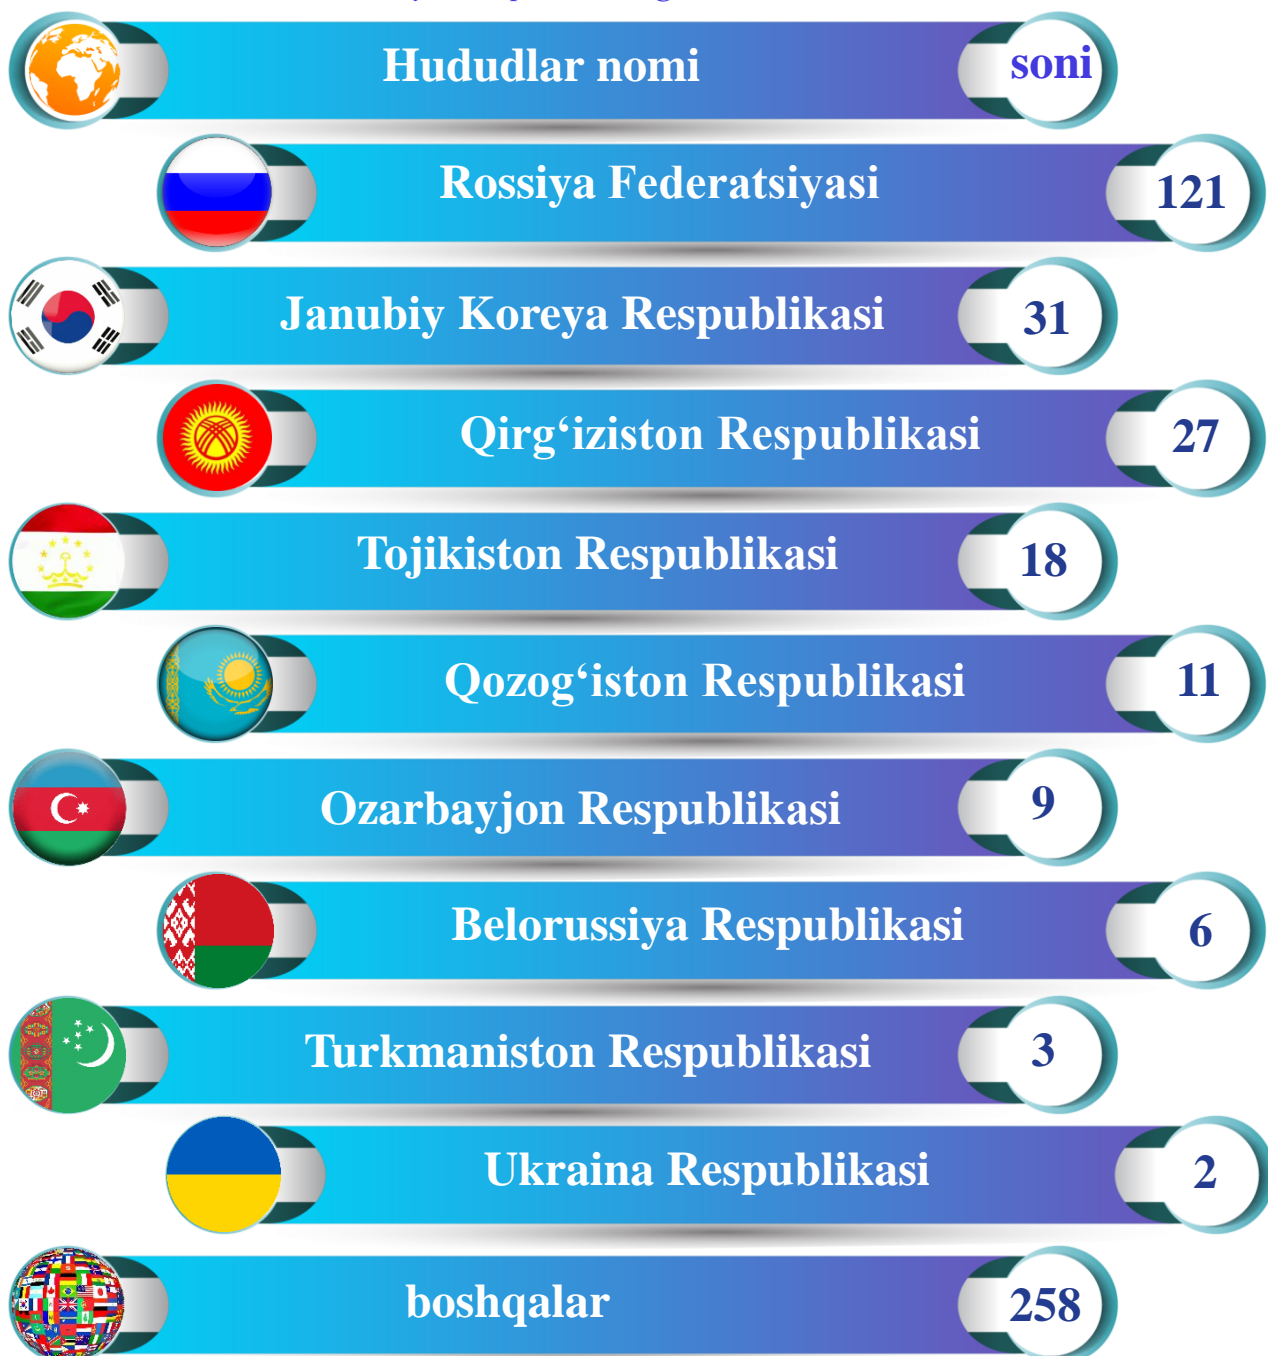 Hududlar nomi soni
Rossiya Federatsiyasi 121
Janubiy Koreya Respublikasi 31
Qirg‘iziston Respublikasi 27
Tojikiston Respublikasi 18
Qozog‘iston Respublikasi 11
Ozarbayjon Respublikasi 9
Belorussiya Respublikasi 6
Turkmaniston Respublikasi 3
Ukraina Respublikasi 2
boshqalar 258